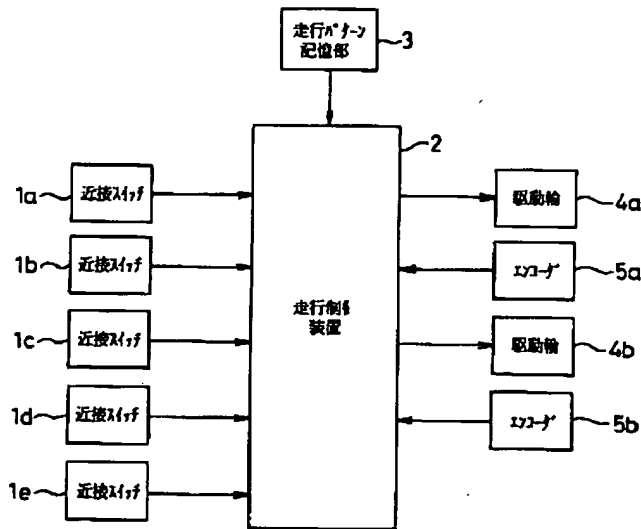 走行パターン
記憶部
3
2
1a
近接スイッチ
駆動輪
4a
1b
近接スイッチ
エンコーダ
5a
1c
近接スイッチ
走行制御
装置
駆動輪
4b
1d
近接スイッチ
エンコーダ
5b
1e
近接スイッチ